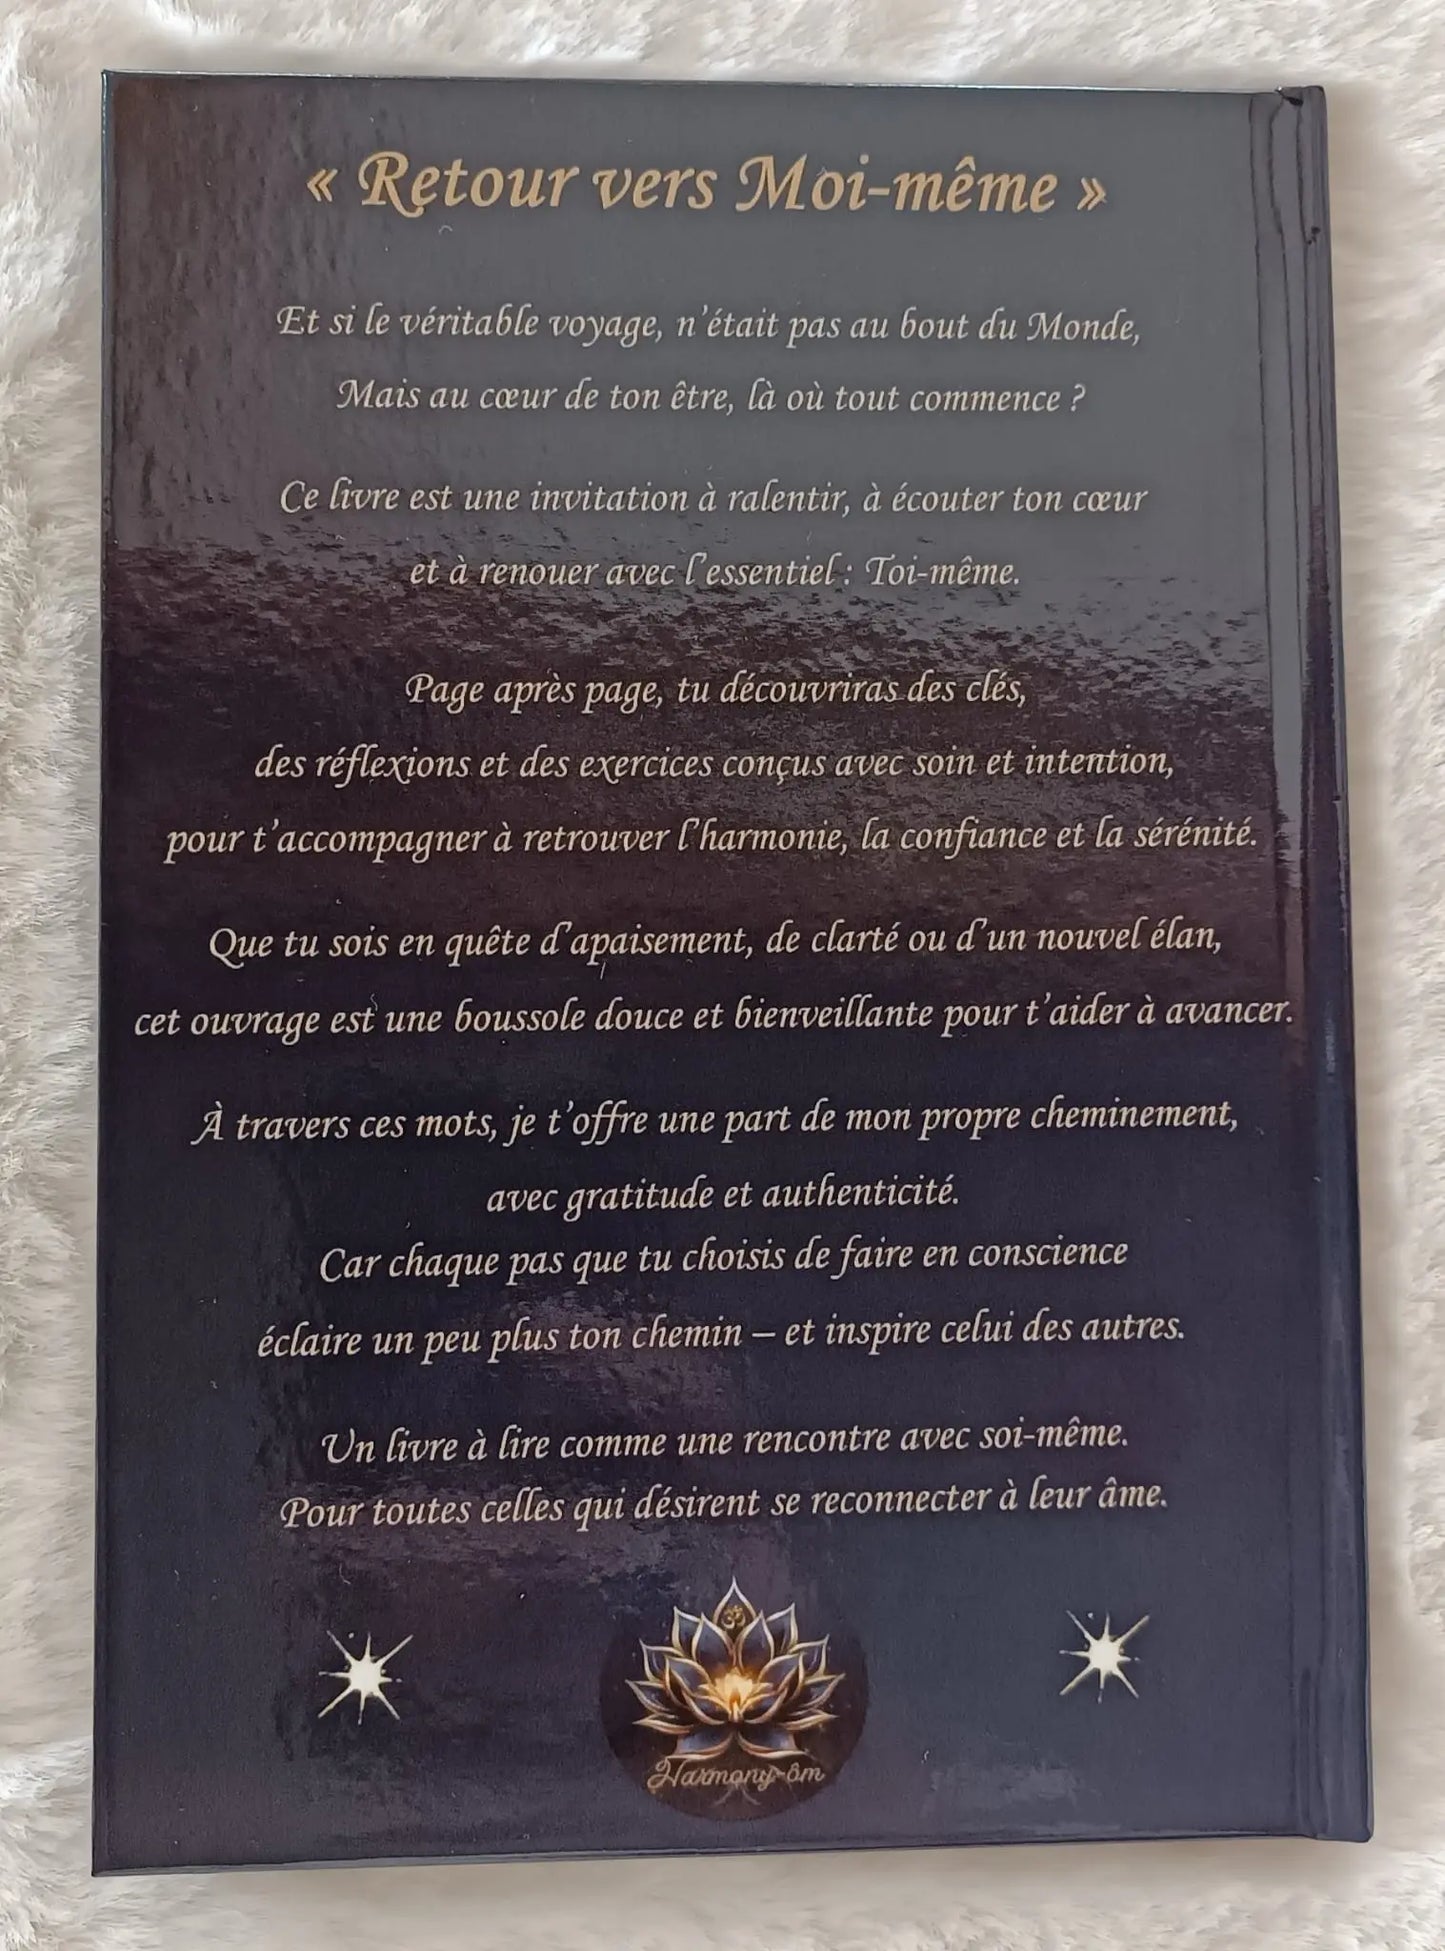 « Retour vers Moi-même »
Et si le véritable voyage, n'était pas au bout du Monde,
Mais au cœur de ton être, là où tout commence ?
Ce livre est une invitation à ralentir, à écouter ton cœur
et à renouer avec l'essentiel : Toi-même.
Page après page, tu découvriras des clés,
des réflexions et des exercices conçus avec soin et intention,
pour t'accompagner à retrouver l'harmonie, la confiance et la sérénité.
Que tu sois en quête d'apaisement, de clarté ou d'un nouvel élan,
cet ouvrage est une boussole douce et bienveillante pour t'aider à avancer.
À travers ces mots, je t'offre une part de mon propre cheminement,
avec gratitude et authenticité.
Car chaque pas que tu choisis de faire en conscience
éclaire un peu plus ton chemin – et inspire celui des autres.
Un livre à lire comme une rencontre avec soi-même.
Pour toutes celles qui désirent se reconnecter à leur âme.
ॐ
Harmony-ôm